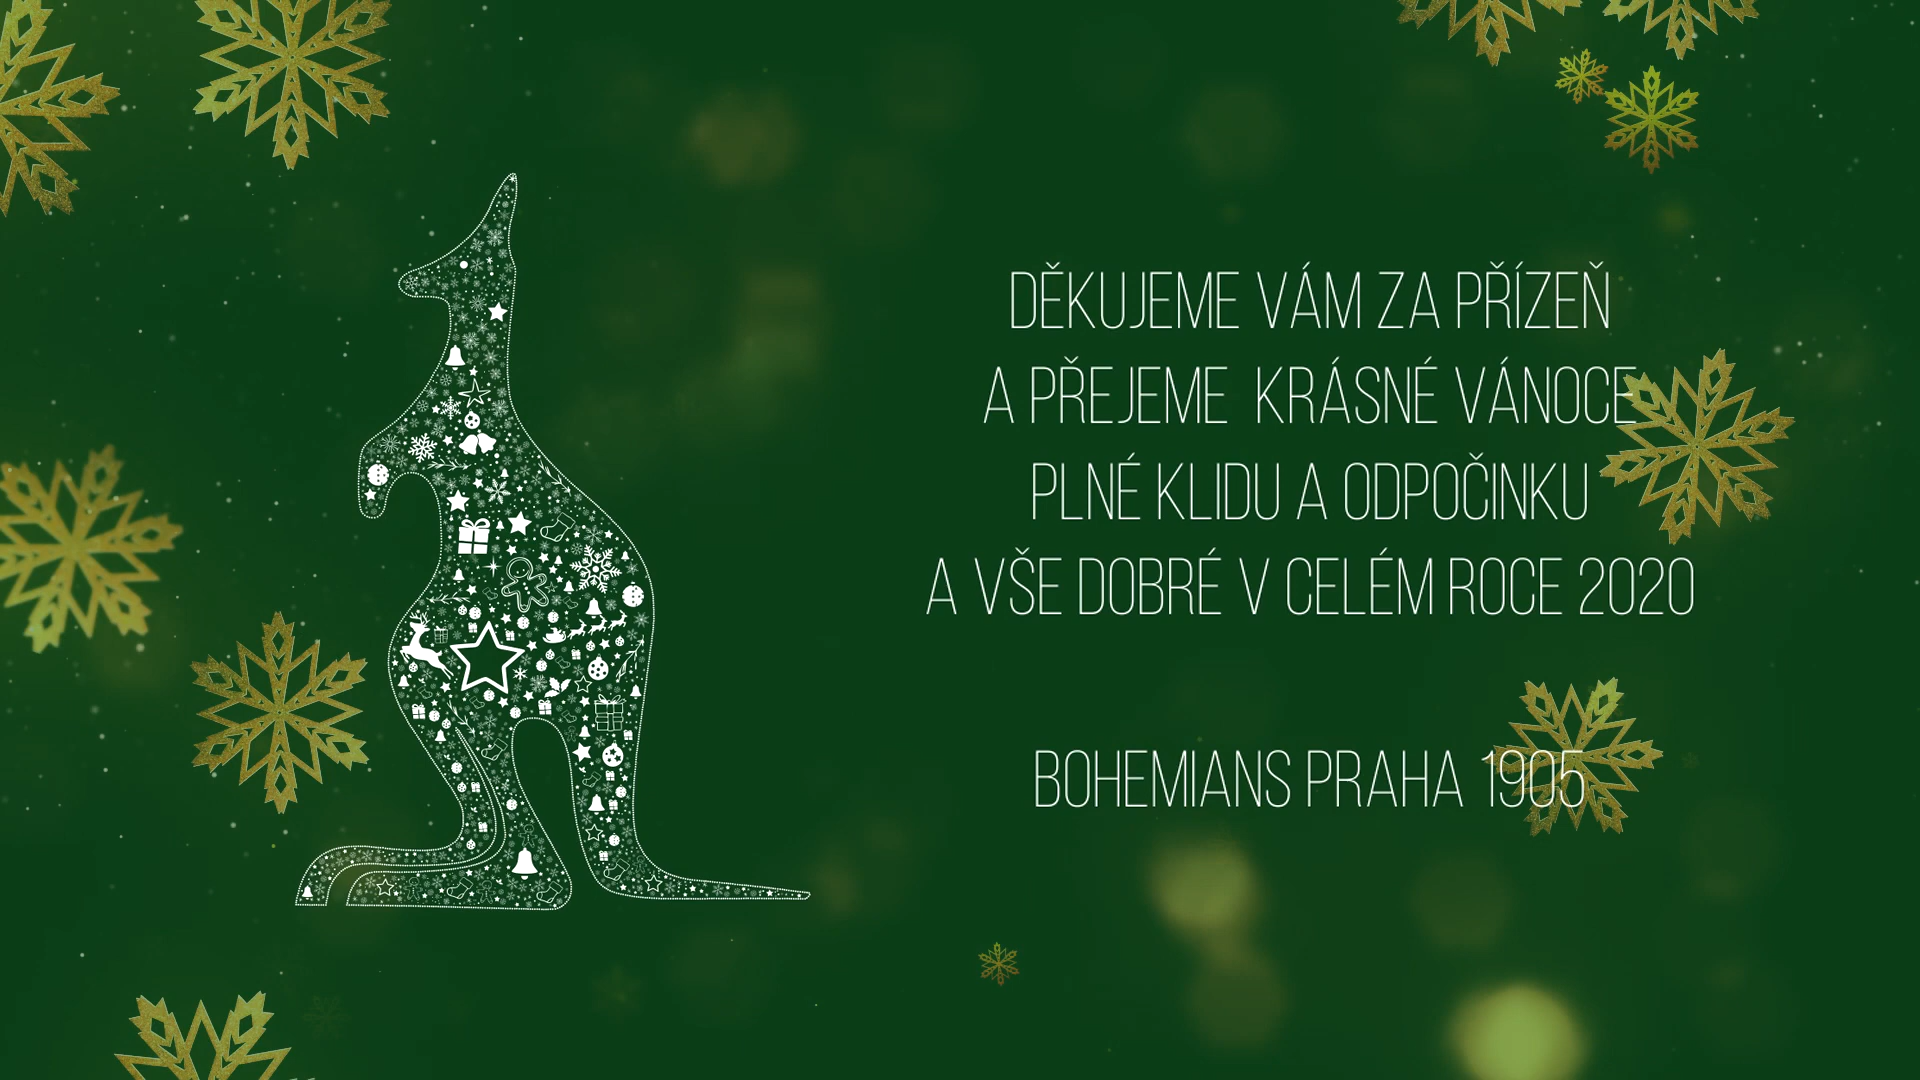 DĚKUJEME VÁM ZA PŘÍZEŇ
A PŘEJEME KRÁSNÉ VÁNOCE
PLNÉ KLIDU A ODPOČINKU
A VŠE DOBRÉ V CELÉM ROCE 2020
BOHEMIANS PRAHA 1905